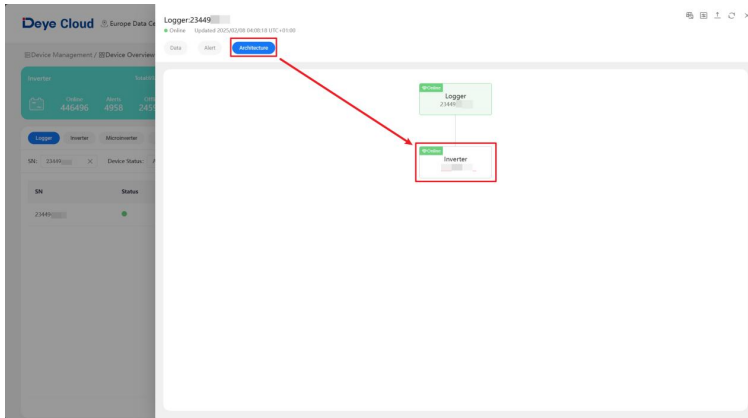 Deye Cloud
Europe Data Ce
Device Management / Device Overview
Inverter
Total
Online
446496
Alerts
4958
Logger
Inverter
Microinverter
SN: 23449
Device Status:
SN
Status
23449
Logger:23449
Online Updated 2025/02/08 04:08:18 UTC+01:00
Data
Alert
Architecture
Online
Logger
23449
Online
Inverter